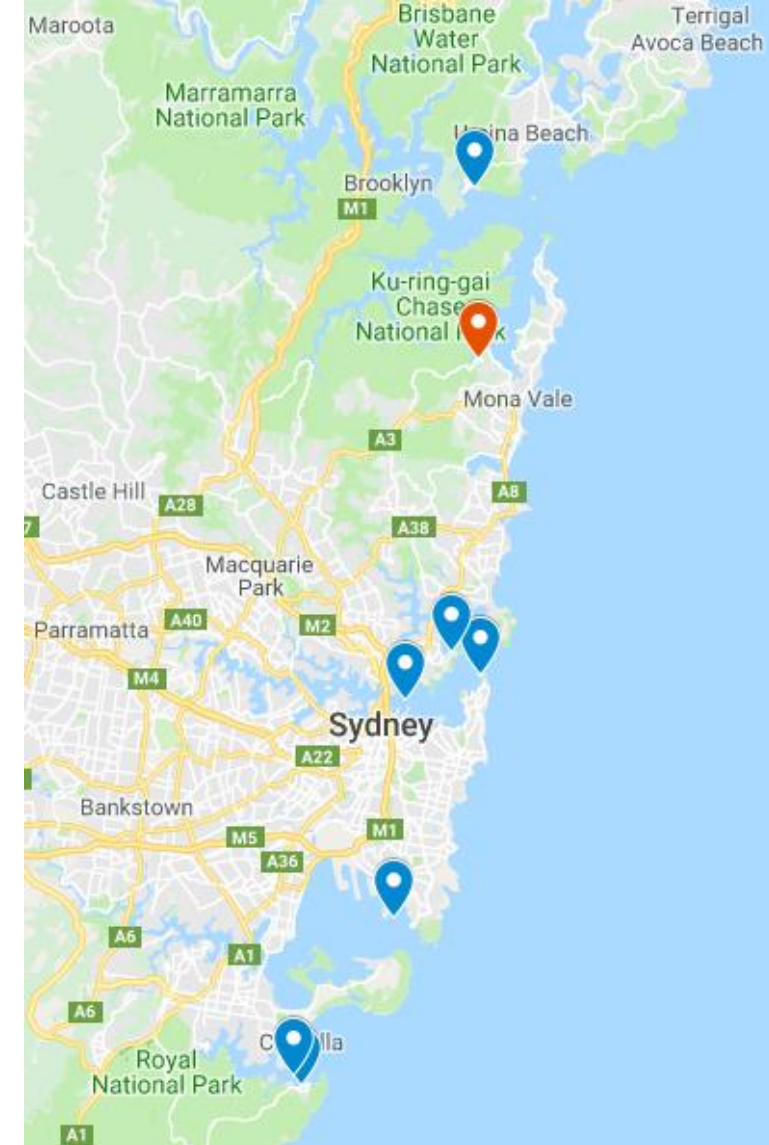 Maroota
Brisbane
Water
National Park
Terrigal
Avoca Beach
Marramarra
National Park
Beach
Brooklyn
M1
Ku-ring-gai
Chase
National
Mona Vale
A3
Castle Hill
A28
A8
7
A38
Macquarie
Park
Parramatta
A40
M2
M4
Sydney
A22
Bankstown
M5
M1
A36
A6
A1
A6
Royal
National Park
A1